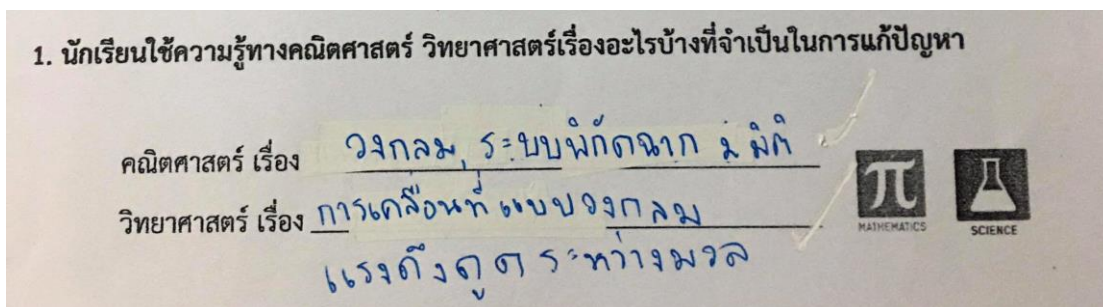 1. นักเรียนใช้ความรู้ทางคณิตศาสตร์ วิทยาศาสตร์เรื่องอะไรบ้างที่จำเป็นในการแก้ปัญหา
คณิตศาสตร์ เรื่อง วงกลม, ระบบพิกัดฉาก 2 มิติ
วิทยาศาสตร์ เรื่อง การเคลื่อนที่แบบวงกลม
แรงดึงดูดระหว่างมวล
MATHEMATICS SCIENCE